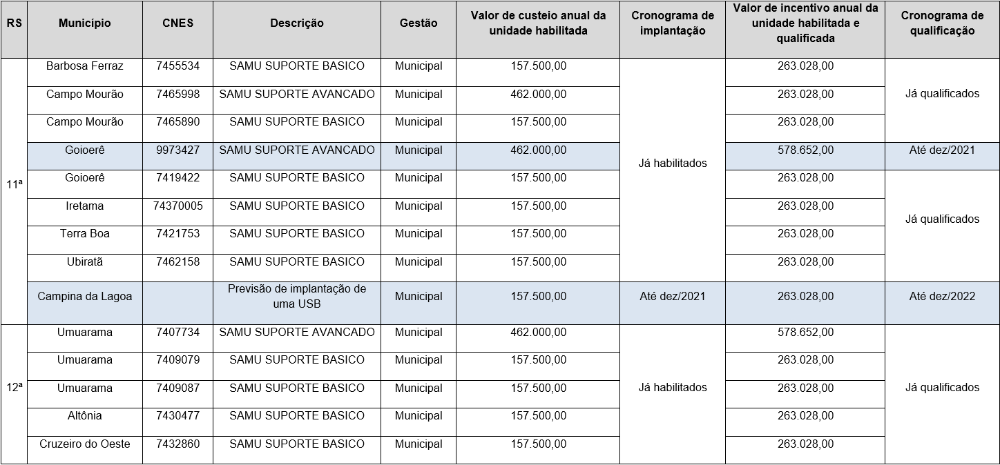 RS Município CNES Descrição Gestão Valor de custeio anual da unidade habilitada Cronograma de implantação Valor de incentivo anual da unidade habilitada e qualificada Cronograma de qualificação
11ª
Barbosa Ferraz 7455534 SAMU SUPORTE BASICO Municipal 157.500,00 Já habilitados 263.028,00 Já qualificados
Campo Mourão 7465998 SAMU SUPORTE AVANCADO Municipal 462.000,00 263.028,00
Campo Mourão 7465890 SAMU SUPORTE BASICO Municipal 157.500,00 263.028,00
Goioerê 9973427 SAMU SUPORTE AVANCADO Municipal 462.000,00 578.652,00 Até dez/2021
Goioerê 7419422 SAMU SUPORTE BASICO Municipal 157.500,00 263.028,00 Já qualificados
Iretama 74370005 SAMU SUPORTE BASICO Municipal 157.500,00 263.028,00
Terra Boa 7421753 SAMU SUPORTE BASICO Municipal 157.500,00 263.028,00
Ubiratã 7462158 SAMU SUPORTE BASICO Municipal 157.500,00 263.028,00
Campina da Lagoa Previsão de implantação de uma USB Municipal 157.500,00 Até dez/2021 263.028,00 Até dez/2022
12ª
Umuarama 7407734 SAMU SUPORTE AVANCADO Municipal 462.000,00 Já habilitados 578.652,00 Já qualificados
Umuarama 7409079 SAMU SUPORTE BASICO Municipal 157.500,00 263.028,00
Umuarama 7409087 SAMU SUPORTE BASICO Municipal 157.500,00 263.028,00
Altônia 7430477 SAMU SUPORTE BASICO Municipal 157.500,00 263.028,00
Cruzeiro do Oeste 7432860 SAMU SUPORTE BASICO Municipal 157.500,00 263.028,00